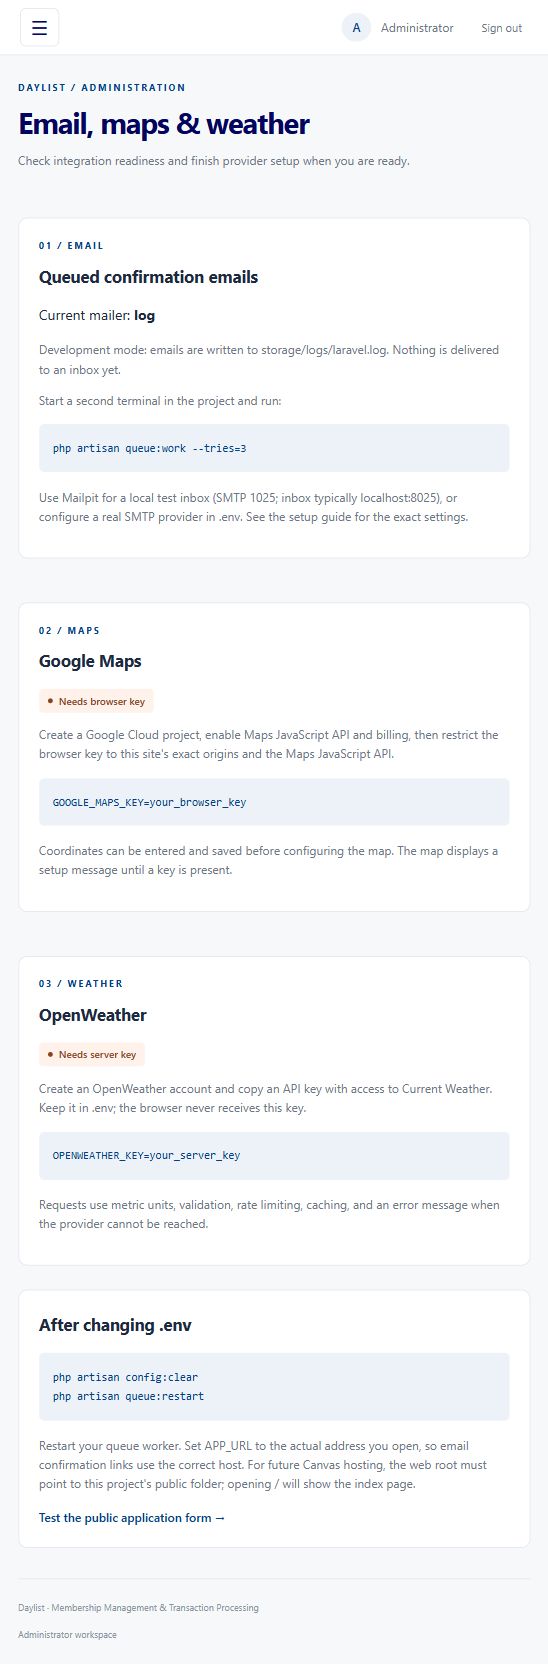 ☰
A Administrator Sign out
DAYLIST / ADMINISTRATION
Email, maps & weather
Check integration readiness and finish provider setup when you are ready.
01 / EMAIL
Queued confirmation emails
Current mailer: log
Development mode: emails are written to storage/logs/laravel.log. Nothing is delivered
to an inbox yet.
Start a second terminal in the project and run:
php artisan queue:work --tries=3
Use Mailpit for a local test inbox (SMTP 1025; inbox typically localhost:8025), or
configure a real SMTP provider in .env. See the setup guide for the exact settings.
02 / MAPS
Google Maps
Needs browser key
Create a Google Cloud project, enable Maps JavaScript API and billing, then restrict the
browser key to this site's exact origins and the Maps JavaScript API.
GOOGLE_MAPS_KEY=your_browser_key
Coordinates can be entered and saved before configuring the map. The map displays a
setup message until a key is present.
03 / WEATHER
OpenWeather
Needs server key
Create an OpenWeather account and copy an API key with access to Current Weather.
Keep it in .env; the browser never receives this key.
OPENWEATHER_KEY=your_server_key
Requests use metric units, validation, rate limiting, caching, and an error message when
the provider cannot be reached.
After changing .env
php artisan config:clear
php artisan queue:restart
Restart your queue worker. Set APP_URL to the actual address you open, so email
confirmation links use the correct host. For future Canvas hosting, the web root must
point to this project's public folder; opening / will show the index page.
Test the public application form →
Daylist · Membership Management & Transaction Processing
Administrator workspace